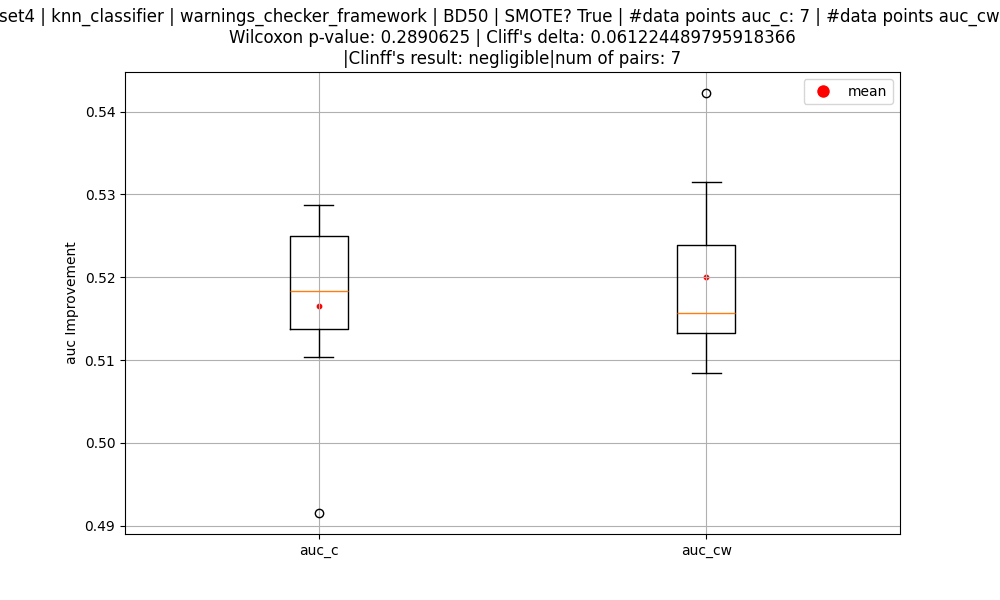 set4 | knn_classifier | warnings_checker_framework | BD50 | SMOTE? True | #data points auc_c: 7 | #data points auc_cw
Wilcoxon p-value: 0.2890625 | Cliff's delta: 0.061224489795918366
|Clinff's result: negligible|num of pairs: 7
mean
0.54
0.53
0.52
0.51
0.50
0.49
auc Improvement
auc_c
auc_cw